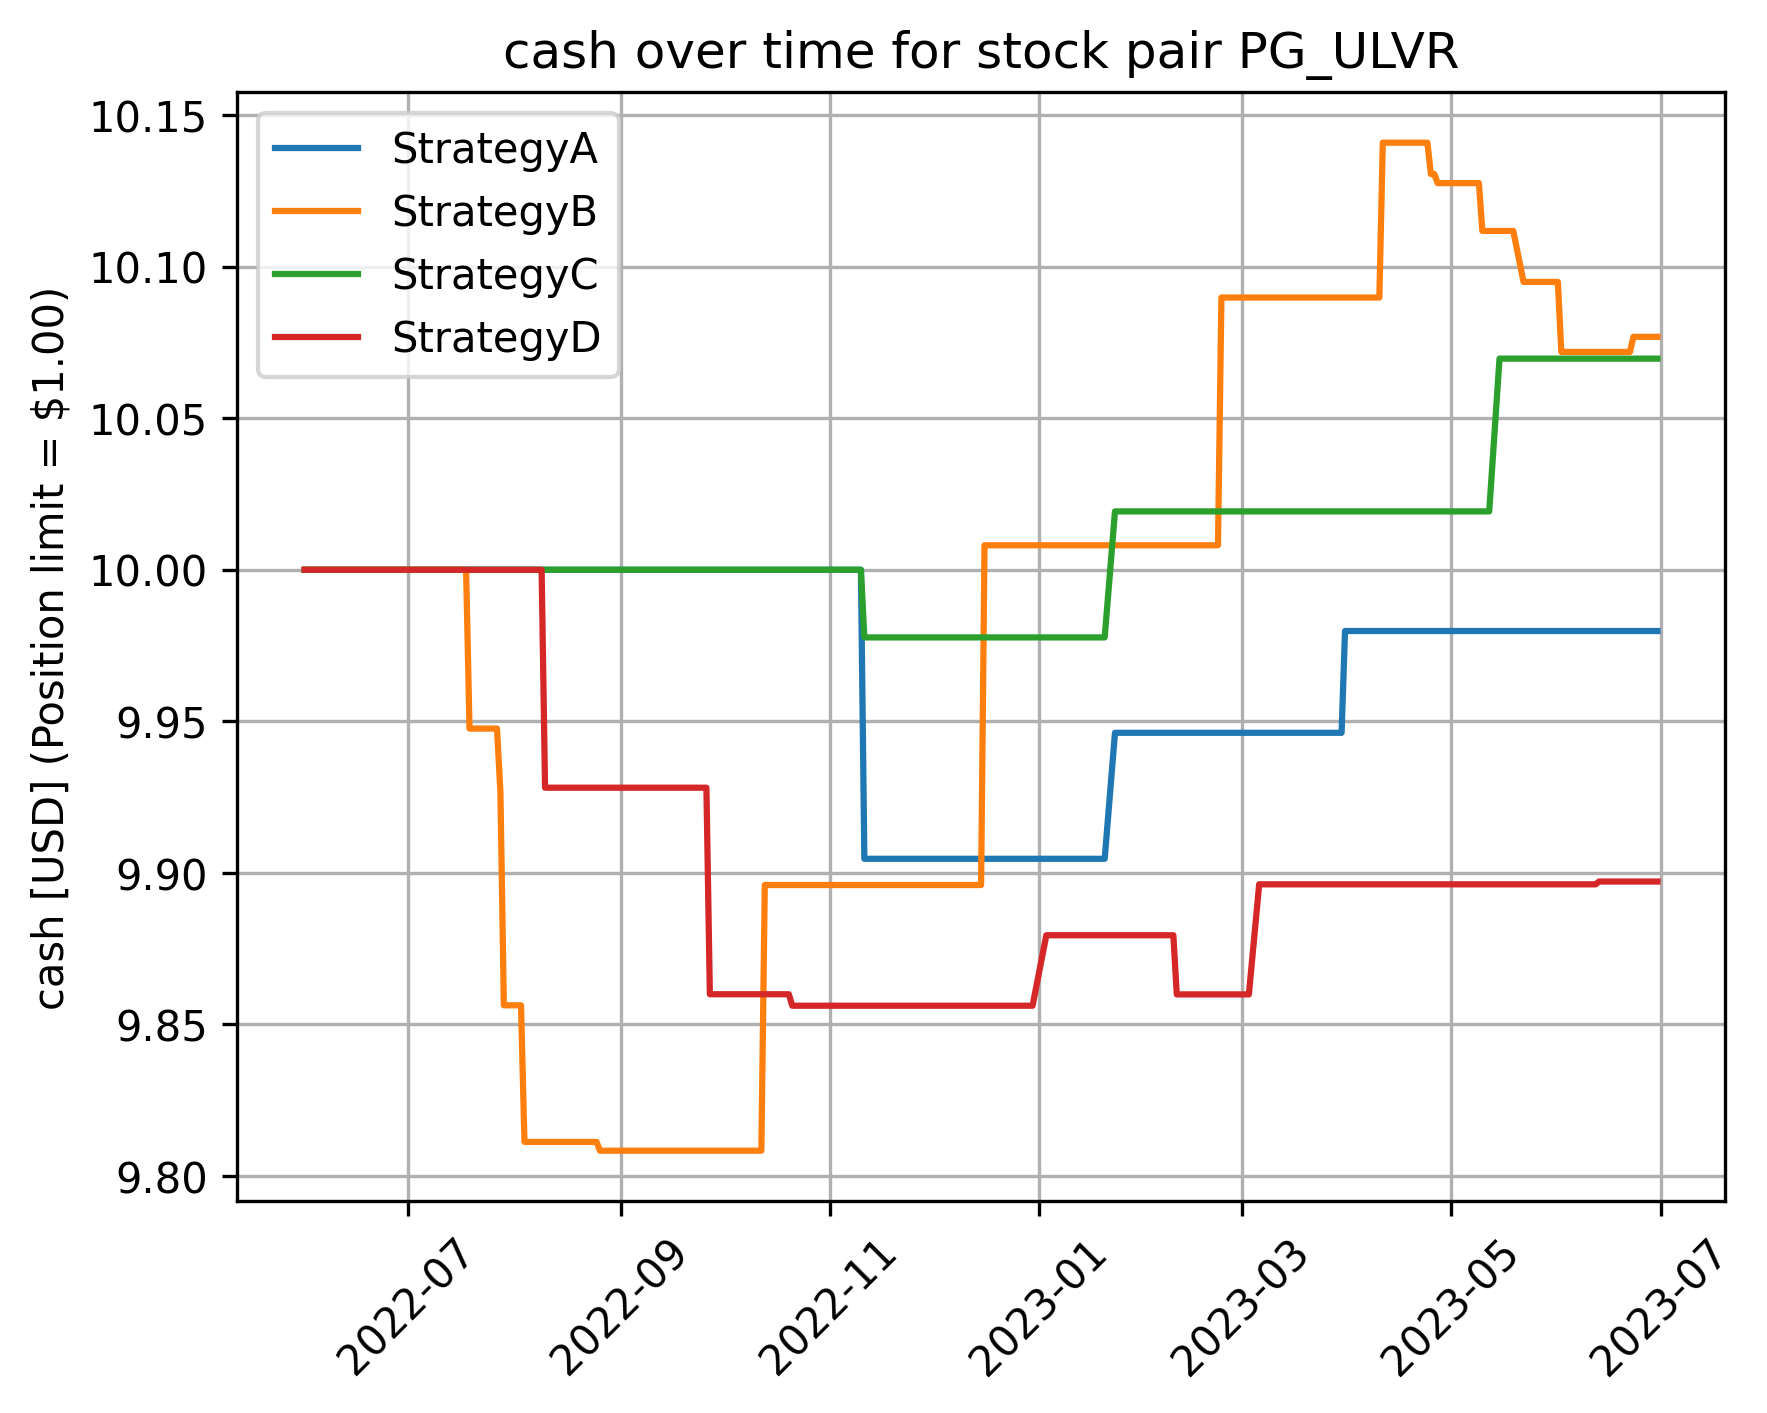 cash over time for stock pair PG_ULVR
10.15
10.10
10.05
10.00
9.95
9.90
9.85
9.80
cash [USD] (Position limit = $1.00)
StrategyA
StrategyB
StrategyC
StrategyD
2022-07
2022-09
2022-11
2023-01
2023-03
2023-05
2023-07